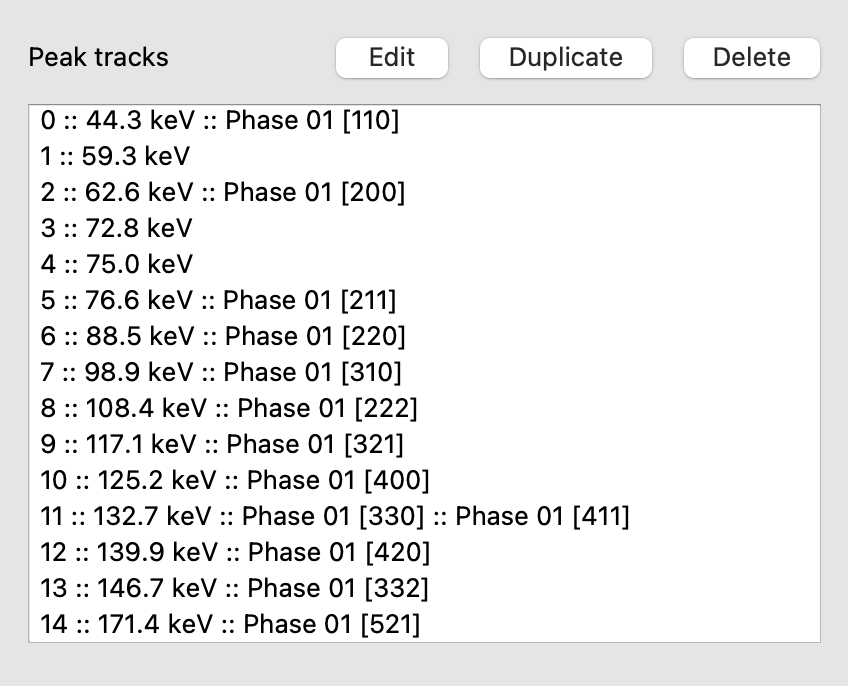 Peak tracks Edit Duplicate Delete
0 :: 44.3 keV :: Phase 01 [110]
1 :: 59.3 keV
2 :: 62.6 keV :: Phase 01 [200]
3 :: 72.8 keV
4 :: 75.0 keV
5 :: 76.6 keV :: Phase 01 [211]
6 :: 88.5 keV :: Phase 01 [220]
7 :: 98.9 keV :: Phase 01 [310]
8 :: 108.4 keV :: Phase 01 [222]
9 :: 117.1 keV :: Phase 01 [321]
10 :: 125.2 keV :: Phase 01 [400]
11 :: 132.7 keV :: Phase 01 [330] :: Phase 01 [411]
12 :: 139.9 keV :: Phase 01 [420]
13 :: 146.7 keV :: Phase 01 [332]
14 :: 171.4 keV :: Phase 01 [521]